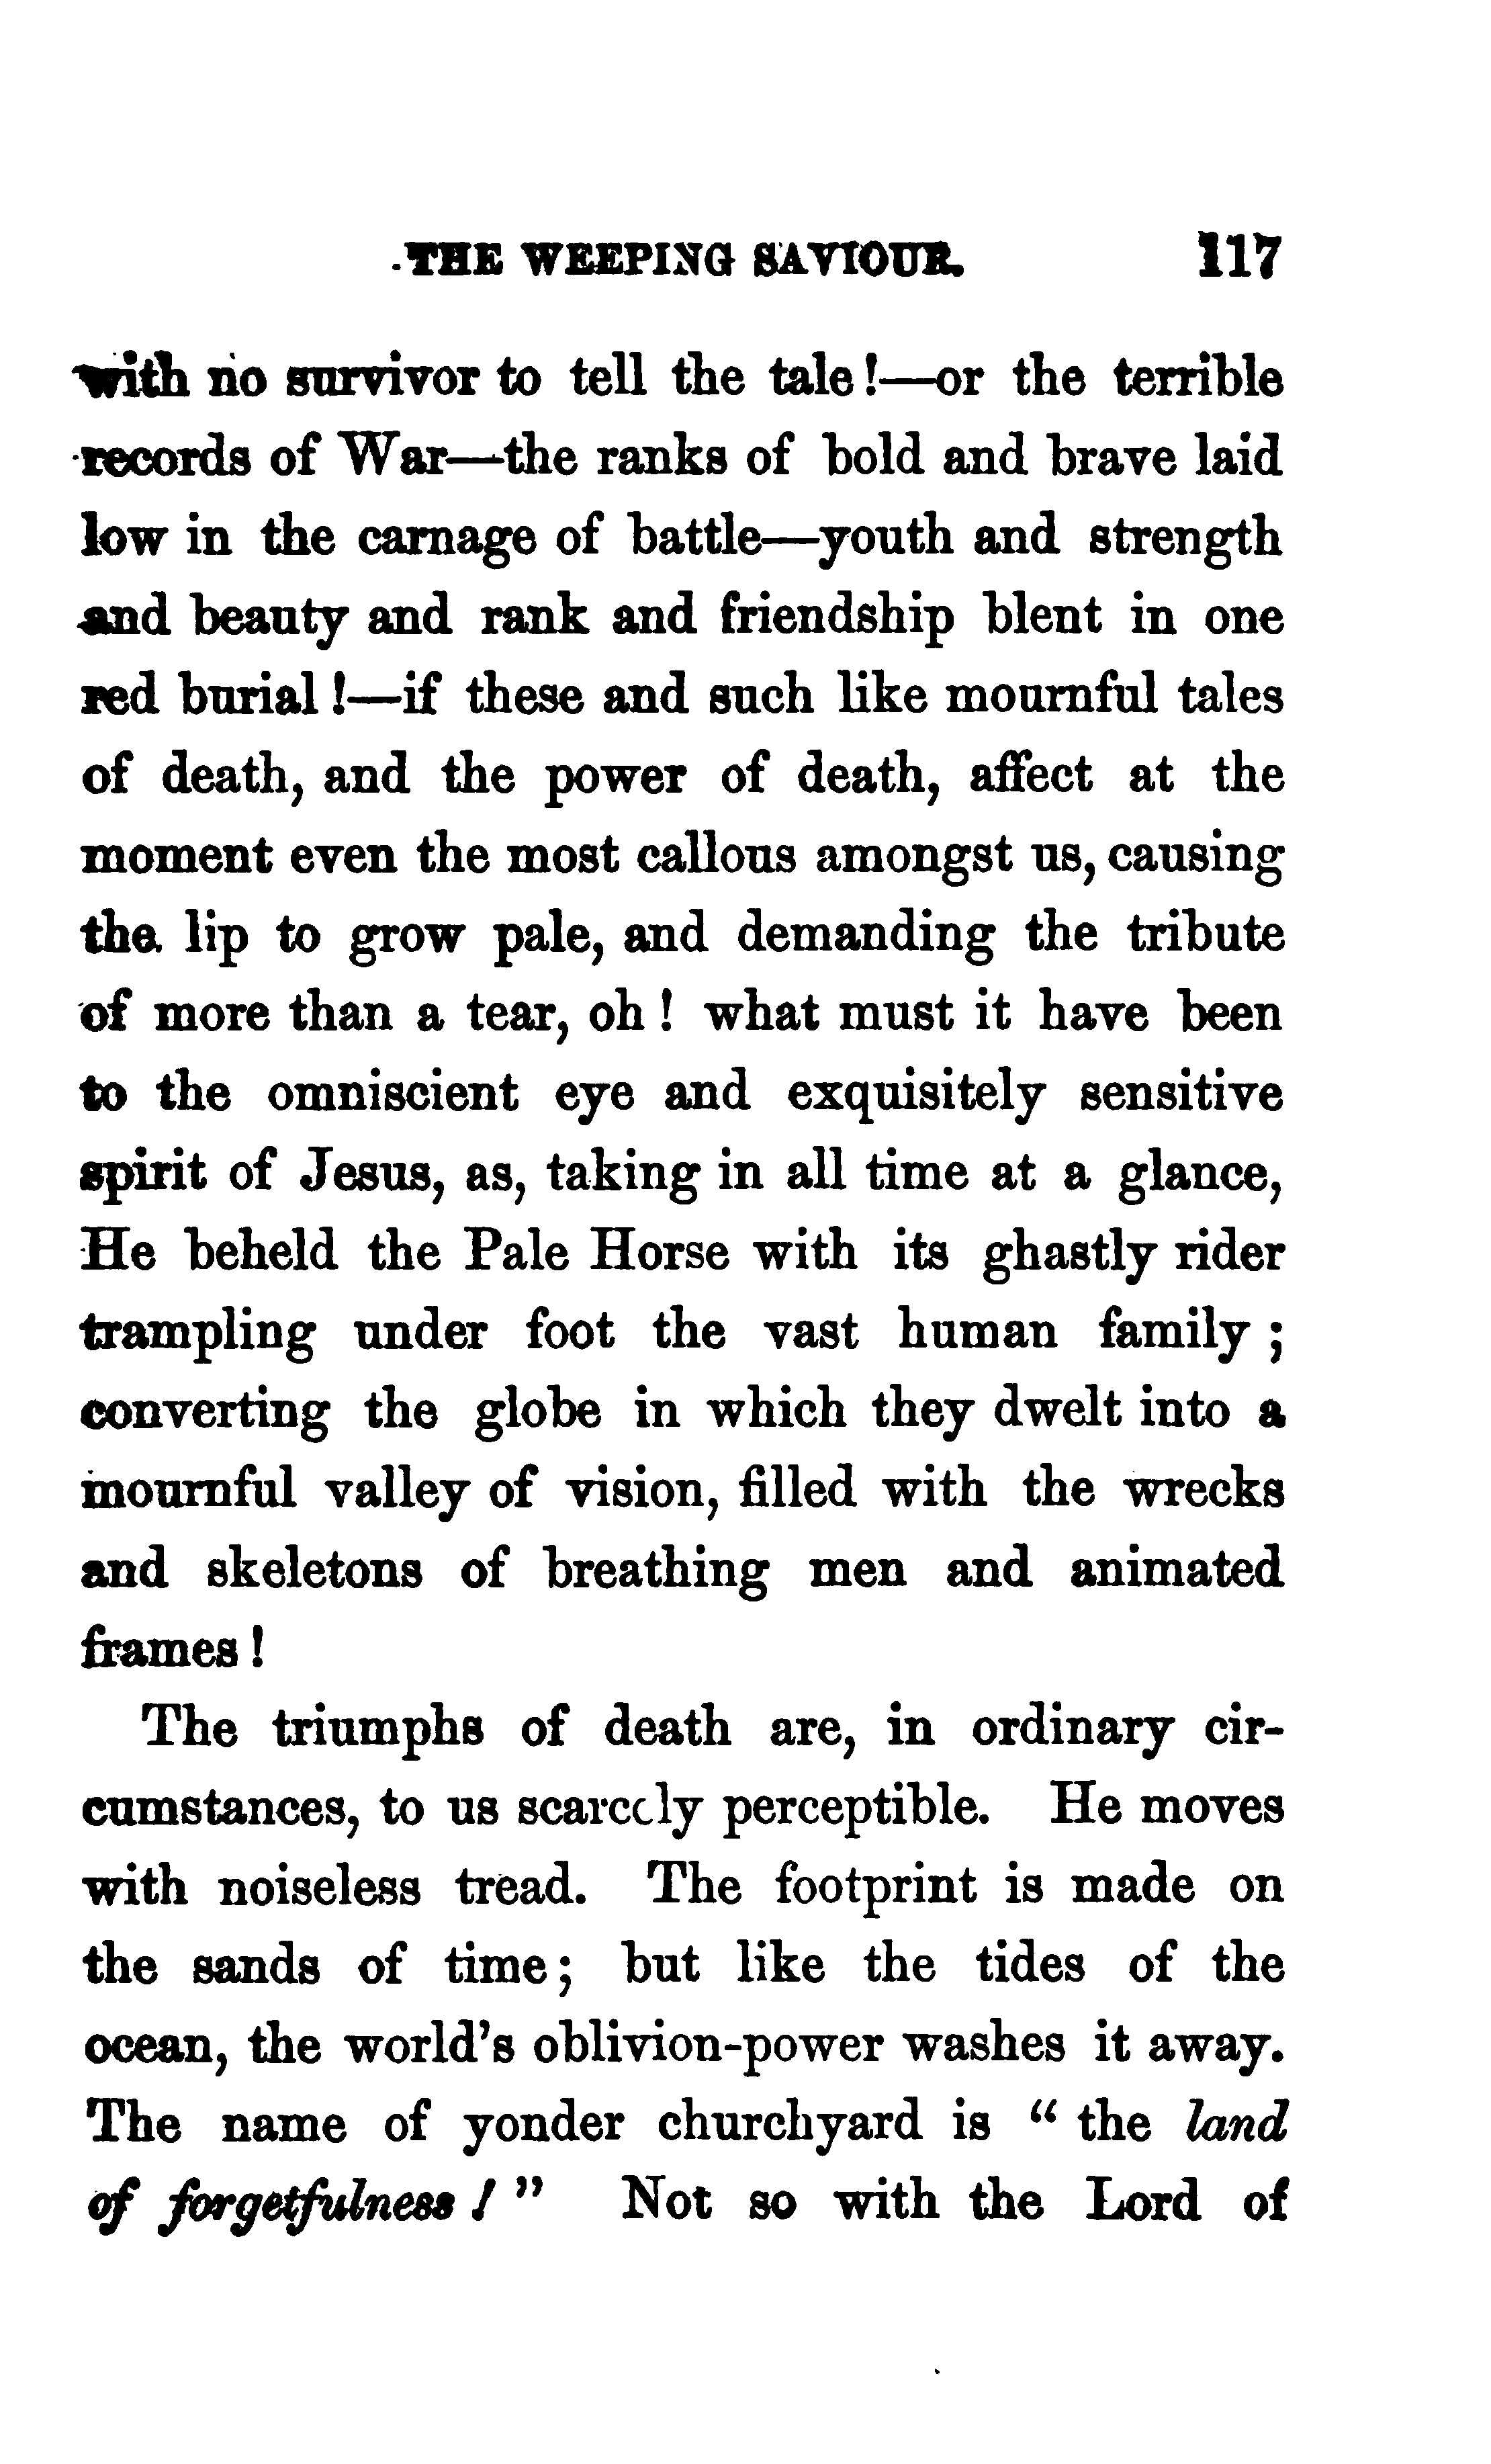 THE WEEPING SAVIOUR. 117
with no survivor to tell the tale!—or the terrible
records of War—the ranks of bold and brave laid
low in the carnage of battle—youth and strength
and beauty and rank and friendship blent in one
red burial!—if these and such like mournful tales
of death, and the power of death, affect at the
moment even the most callous amongst us, causing
the lip to grow pale, and demanding the tribute
of more than a tear, oh! what must it have been
to the omniscient eye and exquisitely sensitive
spirit of Jesus, as, taking in all time at a glance,
He beheld the Pale Horse with its ghastly rider
trampling under foot the vast human family;
converting the globe in which they dwelt into a
mournful valley of vision, filled with the wrecks
and skeletons of breathing men and animated
frames!
The triumphs of death are, in ordinary cir-
cumstances, to us scarcely perceptible. He moves
with noiseless tread. The footprint is made on
the sands of time; but like the tides of the
ocean, the world's oblivion-power washes it away.
The name of yonder churchyard is "the land
of forgetfulness!" Not so with the Lord of